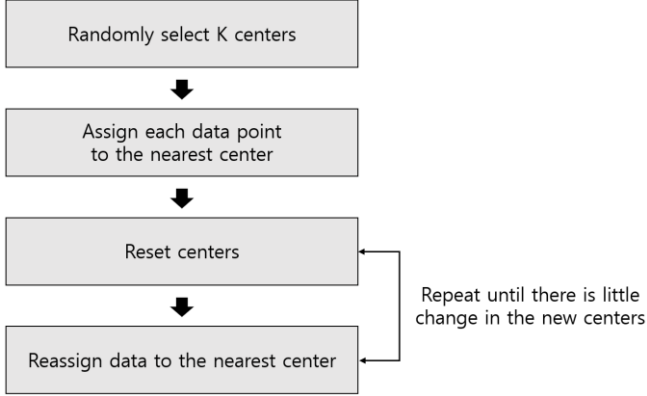 Randomly select K centers
Assign each data point
to the nearest center
Reset centers
Repeat until there is little
change in the new centers
Reassign data to the nearest center